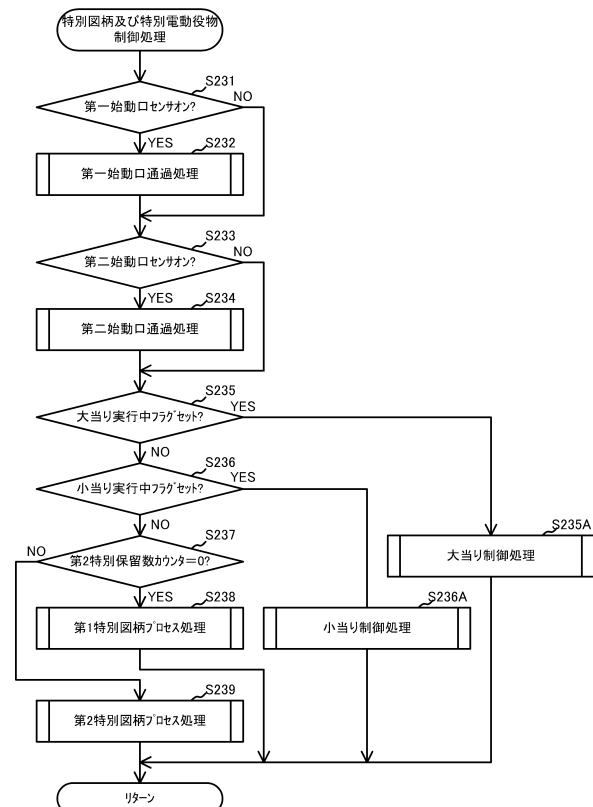 特別図柄及び特別電動役物
制御処理
S231
第一始動口センサオン?
NO
YES
S232
第一始動口通過処理
S233
第二始動口センサオン?
NO
YES
S234
第二始動口通過処理
S235
大当り実行中フラグセット?
YES
NO
S236
小当り実行中フラグセット?
YES
NO
S237
第2特別保留数カウンタ=0?
NO
YES
S235A
大当り制御処理
S238
第1特別図柄プロセス処理
S236A
小当り制御処理
S239
第2特別図柄プロセス処理
リターン